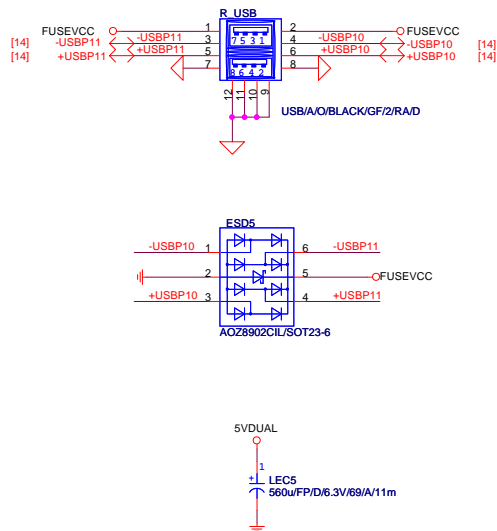 R_USB
FUSEVCC 1 2 FUSEVCC
[14] -USBP11 -USBP11 3 4 -USBP10 -USBP10 [14]
[14] +USBP11 +USBP11 5 6 +USBP10 +USBP10 [14]
7 8
7 5 3 1
8 6 4 2
12 11 10 9
USB/A/O/BLACK/GF/2/RA/D
ESD5
-USBP10 1 6 -USBP11
2 5 FUSEVCC
+USBP10 3 4 +USBP11
AOZ8902CIL/SOT23-6
5VDUAL
1
+
LEC5
560u/FP/D/6.3V/69/A/11m